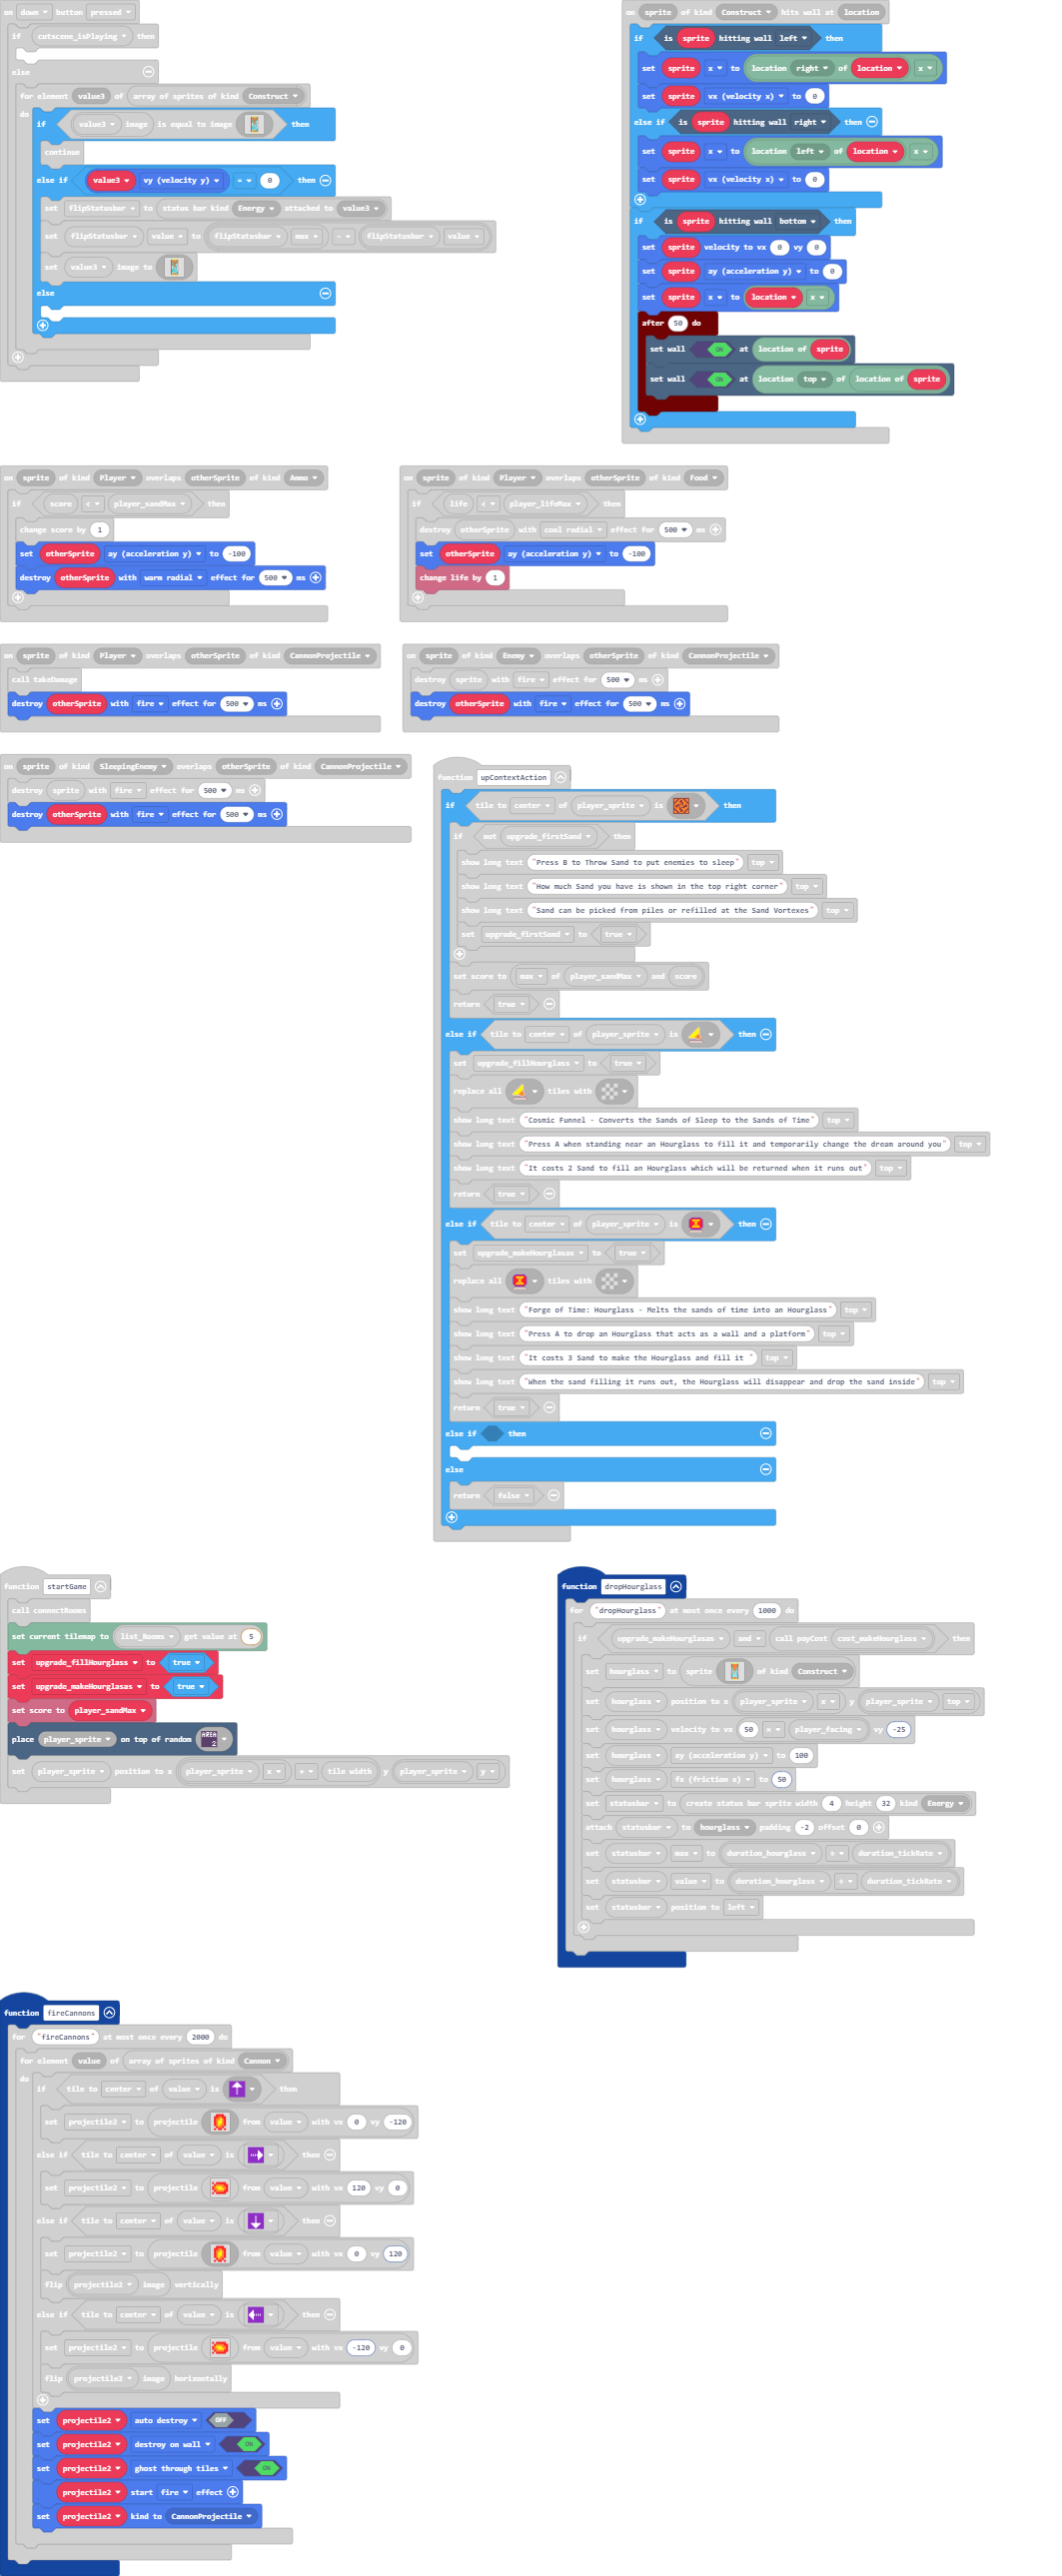 on down button pressed
if cutscene_isPlaying then
else
for element value3 of array of sprites of kind Construct
do
if value3 image is equal to image then
continue
else if value3 vy (velocity y) = 0 then
set flipStatusbar to status bar kind Energy attached to value3
set flipStatusbar value to flipStatusbar max - flipStatusbar value
set value3 image to
else
on sprite of kind Construct hits wall at location
if is sprite hitting wall left then
set sprite x to location right of location x
set sprite vx (velocity x) to 0
else if is sprite hitting wall right then
set sprite x to location left of location x
set sprite vx (velocity x) to 0
if is sprite hitting wall bottom then
set sprite velocity to vx 0 vy 0
set sprite ay (acceleration y) to 0
set sprite x to location x
after 50 do
set wall ON at location of sprite
set wall ON at location top of location of sprite
on sprite of kind Player overlaps otherSprite of kind Ammo
if score < player_sandMax then
change score by 1
set otherSprite ay (acceleration y) to -100
destroy otherSprite with warm radial effect for 500 ms
on sprite of kind Player overlaps otherSprite of kind Food
if life < player_lifeMax then
destroy otherSprite with cool radial effect for 500 ms
set otherSprite ay (acceleration y) to -100
change life by 1
on sprite of kind Player overlaps otherSprite of kind CannonProjectile
call takeDamage
destroy otherSprite with fire effect for 500 ms
on sprite of kind Enemy overlaps otherSprite of kind CannonProjectile
destroy sprite with fire effect for 500 ms
destroy otherSprite with fire effect for 500 ms
on sprite of kind SleepingEnemy overlaps otherSprite of kind CannonProjectile
destroy sprite with fire effect for 500 ms
destroy otherSprite with fire effect for 500 ms
function upContextAction
if tile to center of player_sprite is then
if not upgrade_firstSand then
show long text "Press B to Throw Sand to put enemies to sleep" top
show long text "How much Sand you have is shown in the top right corner" top
show long text "Sand can be picked from piles or refilled at the Sand Vortexes" top
set upgrade_firstSand to true
set score to max of player_sandMax and score
return true
else if tile to center of player_sprite is then
set upgrade_fillHourglass to true
replace all tiles with
show long text "Cosmic Funnel - Converts the Sands of Sleep to the Sands of Time" top
show long text "Press A when standing near an Hourglass to fill it and temporarily change the dream around you" top
show long text "It costs 2 Sand to fill an Hourglass which will be returned when it runs out" top
return true
else if tile to center of player_sprite is then
set upgrade_makeHourglasas to true
replace all tiles with
show long text "Forge of Time: Hourglass - Melts the sands of time into an Hourglass" top
show long text "Press A to drop an Hourglass that acts as a wall and a platform" top
show long text "It costs 3 Sand to make the Hourglass and fill it " top
show long text "When the sand filling it runs out, the Hourglass will disappear and drop the sand inside" top
return true
else if then
else
return false
function startGame
call connectRooms
set current tilemap to list_Rooms get value at 5
set upgrade_fillHourglass to true
set upgrade_makeHourglasas to true
set score to player_sandMax
place player_sprite on top of random AREA 2
set player_sprite position to x player_sprite x + tile width y player_sprite y
function dropHourglass
for "dropHourglass" at most once every 1000 do
if upgrade_makeHourglasas and call payCost cost_makeHourglass then
set hourglass to sprite of kind Construct
set hourglass position to x player_sprite x y player_sprite top
set hourglass velocity to vx 50 × player_facing vy -25
set hourglass ay (acceleration y) to 100
set hourglass fx (friction x) to 50
set statusbar to create status bar sprite width 4 height 32 kind Energy
attach statusbar to hourglass padding -2 offset 0
set statusbar max to duration_hourglass ÷ duration_tickRate
set statusbar value to duration_hourglass ÷ duration_tickRate
set statusbar position to left
function fireCannons
for "fireCannons" at most once every 2000 do
for element value of array of sprites of kind Cannon
do
if tile to center of value is then
set projectile2 to projectile from value with vx 0 vy -120
else if tile to center of value is then
set projectile2 to projectile from value with vx 120 vy 0
else if tile to center of value is then
set projectile2 to projectile from value with vx 0 vy 120
flip projectile2 image vertically
else if tile to center of value is then
set projectile2 to projectile from value with vx -120 vy 0
flip projectile2 image horizontally
set projectile2 auto destroy OFF
set projectile2 destroy on wall ON
set projectile2 ghost through tiles ON
projectile2 start fire effect
set projectile2 kind to CannonProjectile